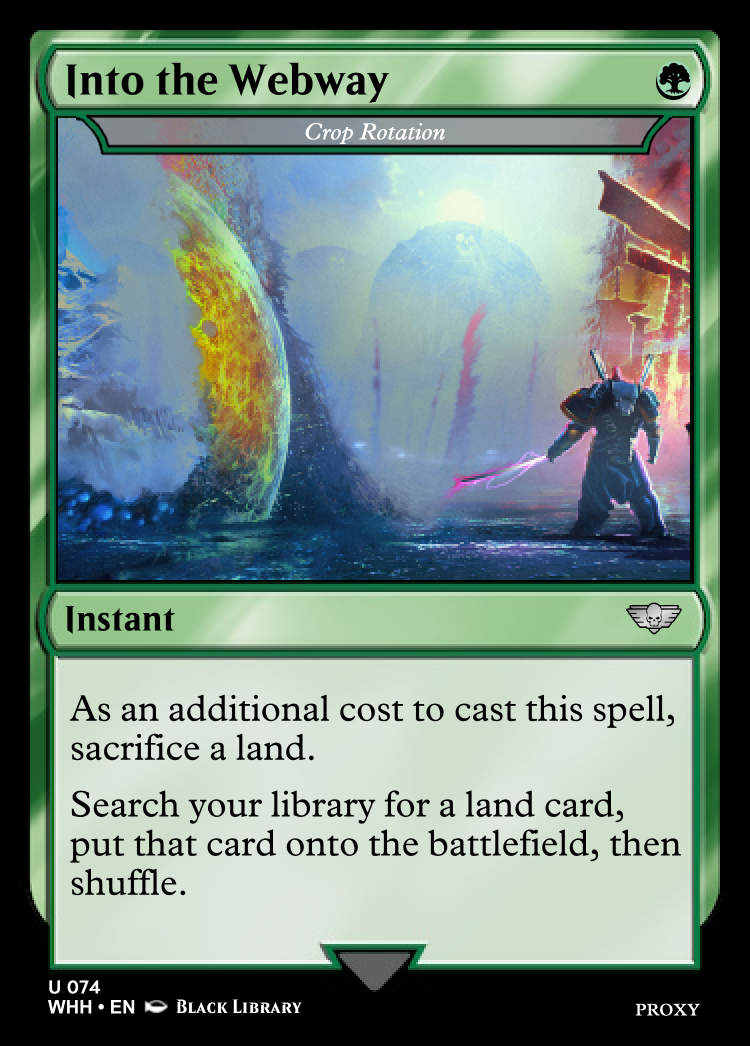 Into the Webway
Crop Rotation
Instant
As an additional cost to cast this spell,
sacrifice a land.
Search your library for a land card,
put that card onto the battlefield, then
shuffle.
U 074
WHH • EN Black Library
PROXY